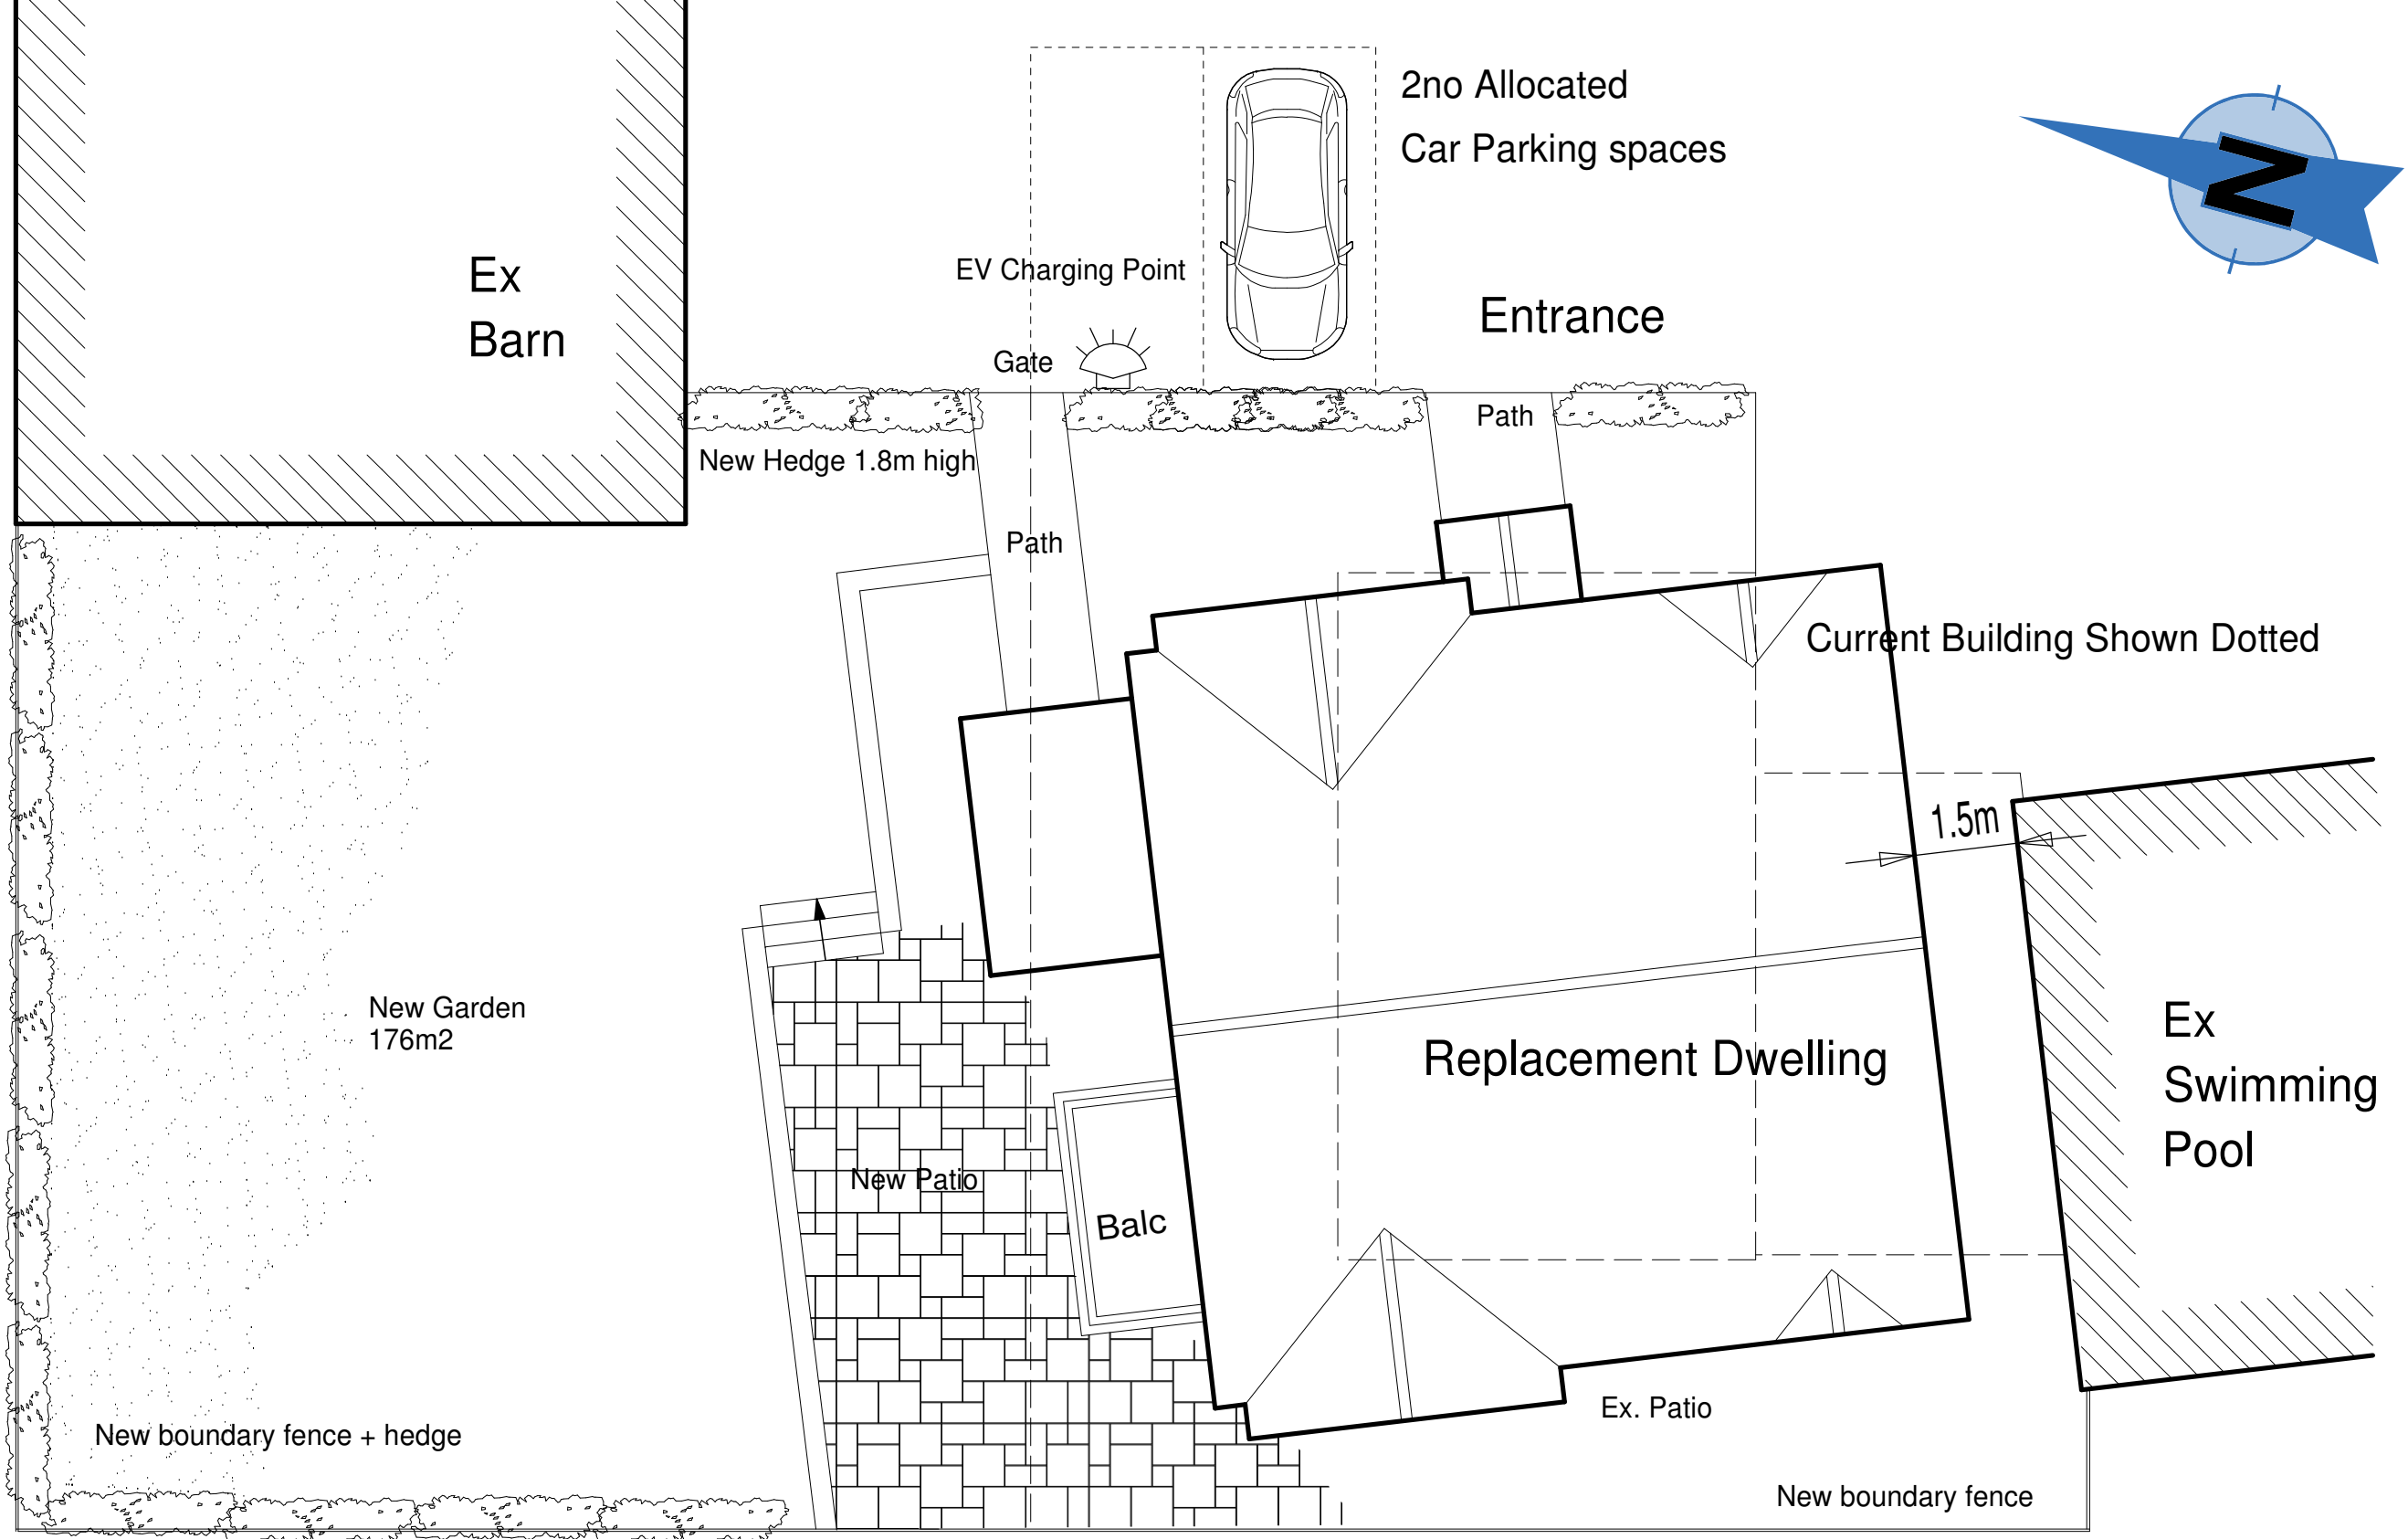 2no Allocated
Car Parking spaces
N
Ex
Barn
EV Charging Point
Entrance
Gate
Path
New Hedge 1.8m high
Path
Current Building Shown Dotted
1.5m
New Garden
176m2
Replacement Dwelling
Ex
Swimming
Pool
New Patio
Balc
Ex. Patio
New boundary fence + hedge
New boundary fence